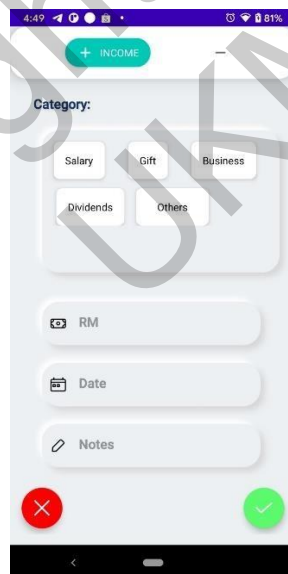 4:49 81%
+ INCOME −
Category:
Salary Gift Business
Dividends Others
RM
Date
Notes